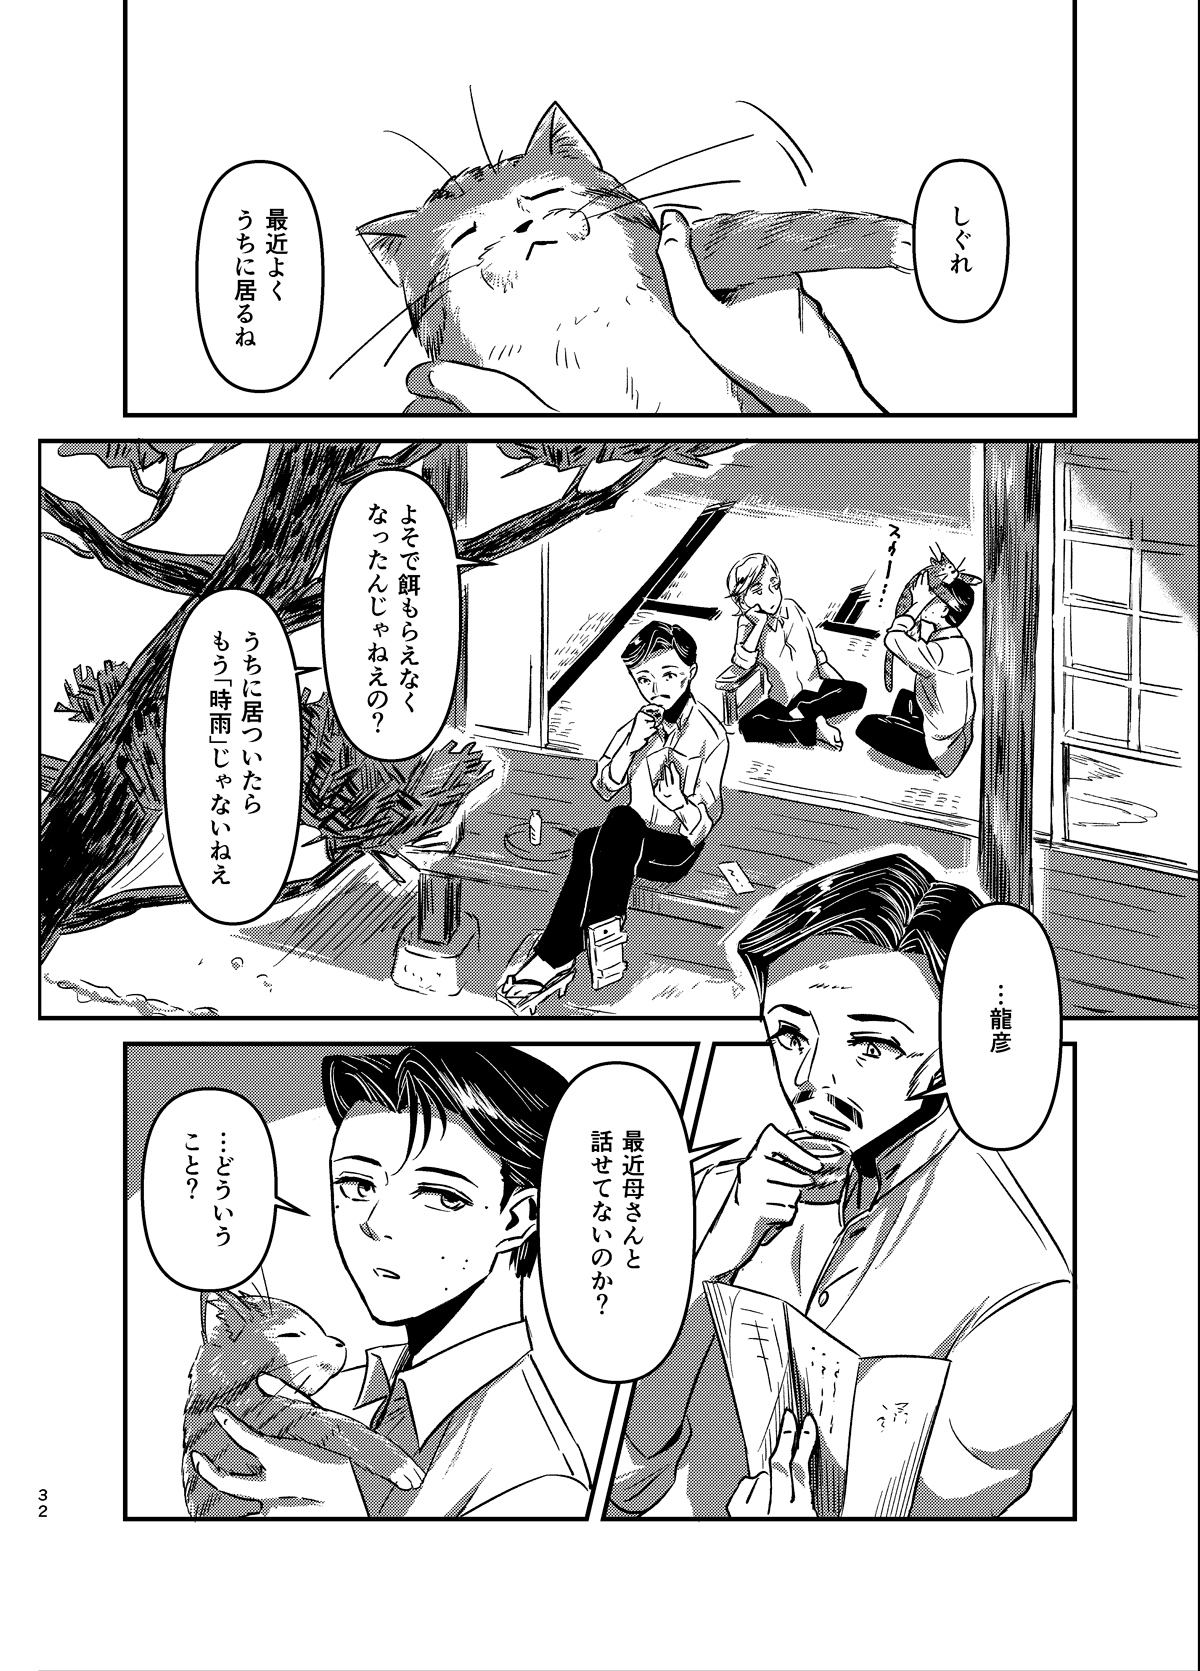 しぐれ
最近よく
うちに居るね
スゥーー…
よそで餌もらえなく
なったんじゃねえの？
うちに居ついたら
もう「時雨」じゃないねえ
…龍彦
最近母さんと
話せてないのか？
…どういう
こと？
32